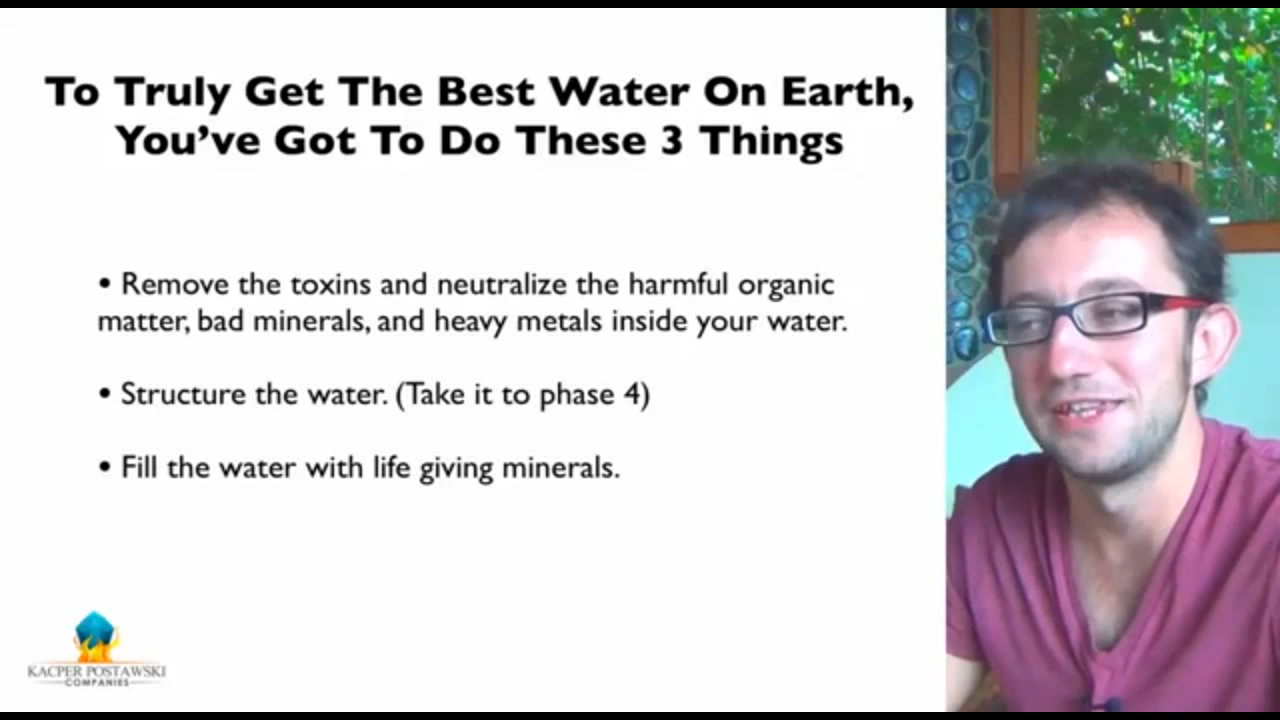 To Truly Get The Best Water On Earth,
You've Got To Do These 3 Things
• Remove the toxins and neutralize the harmful organic
matter, bad minerals, and heavy metals inside your water.
• Structure the water. (Take it to phase 4)
• Fill the water with life giving minerals.
KACPER POSTAWSKI
COMPANIES